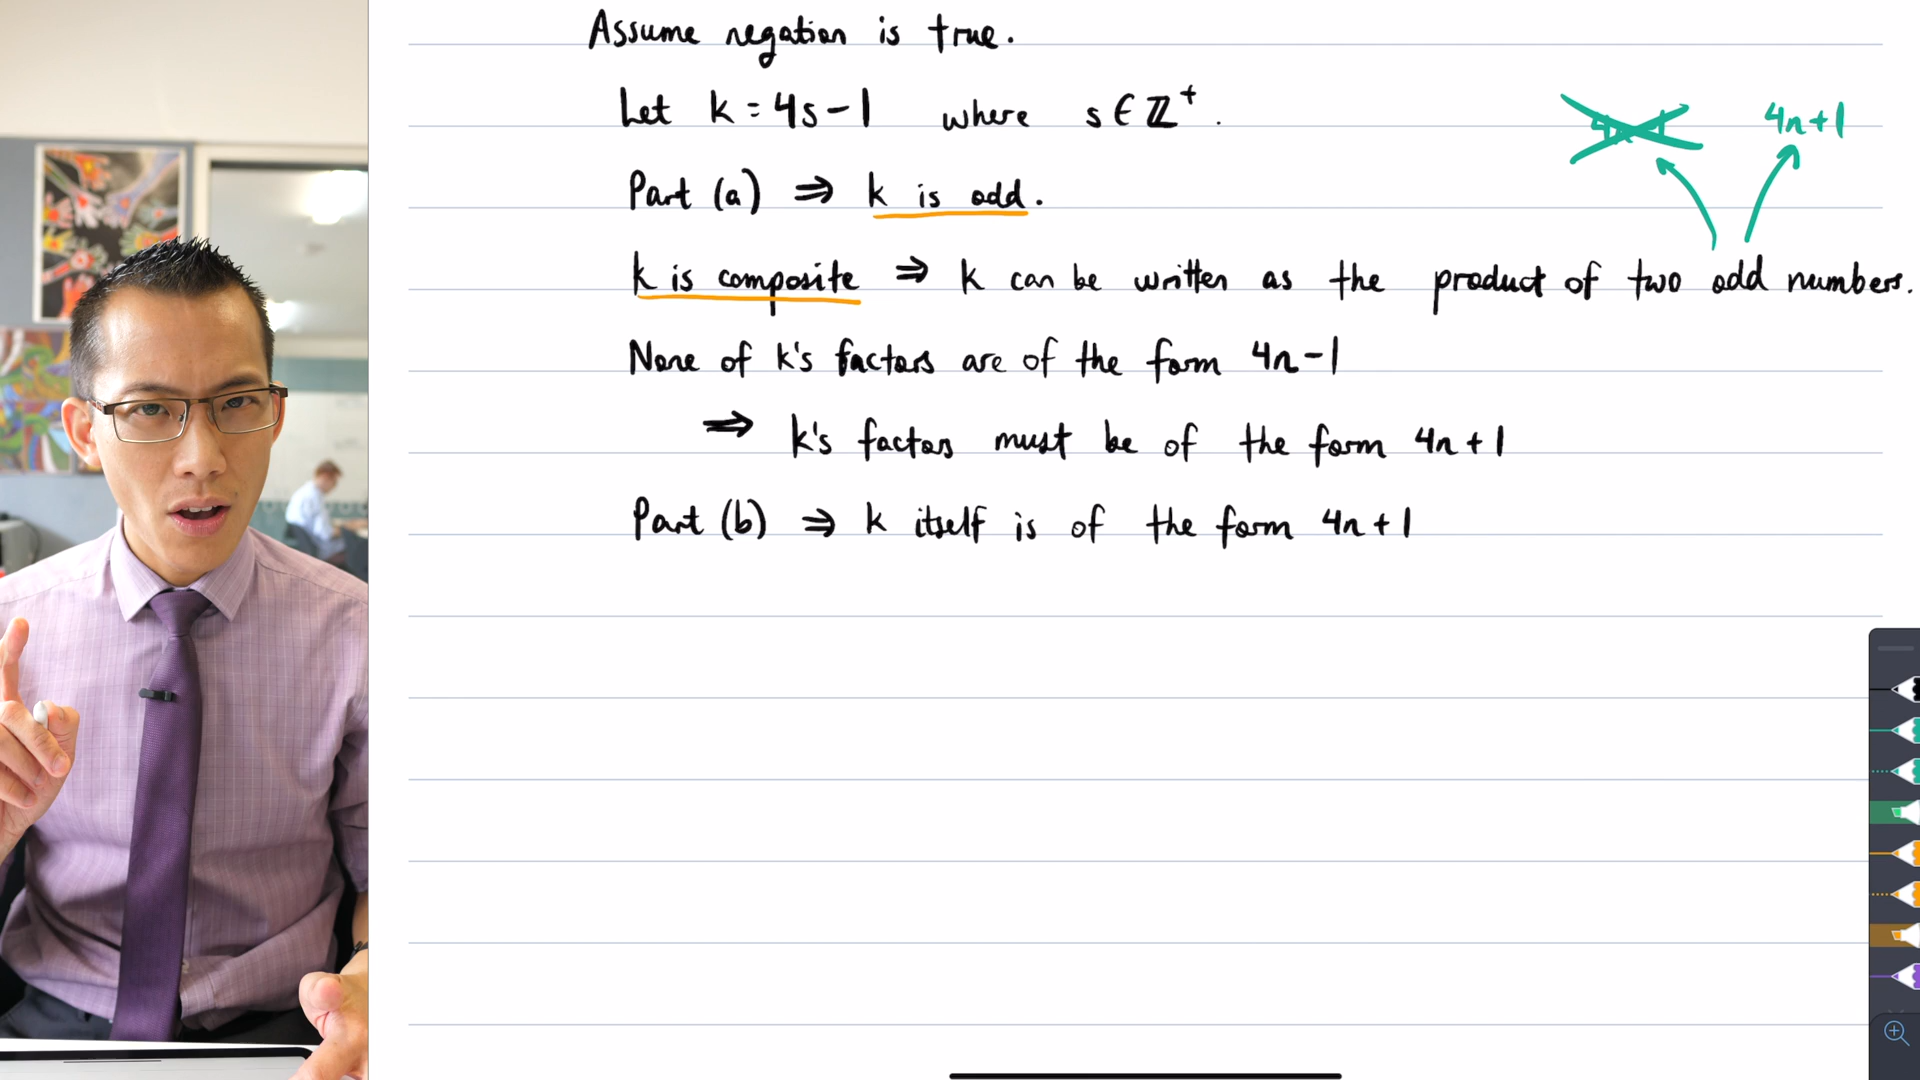 Assume negation is true.
Let k = 4s - 1 where s ∈ ℤ⁺.
4n+1
Part (a) ⇒ k is odd.
k is composite ⇒ k can be written as the product of two odd numbers.
None of k's factors are of the form 4n-1
⇒ k's factors must be of the form 4n+1
Part (b) ⇒ k itself is of the form 4n+1